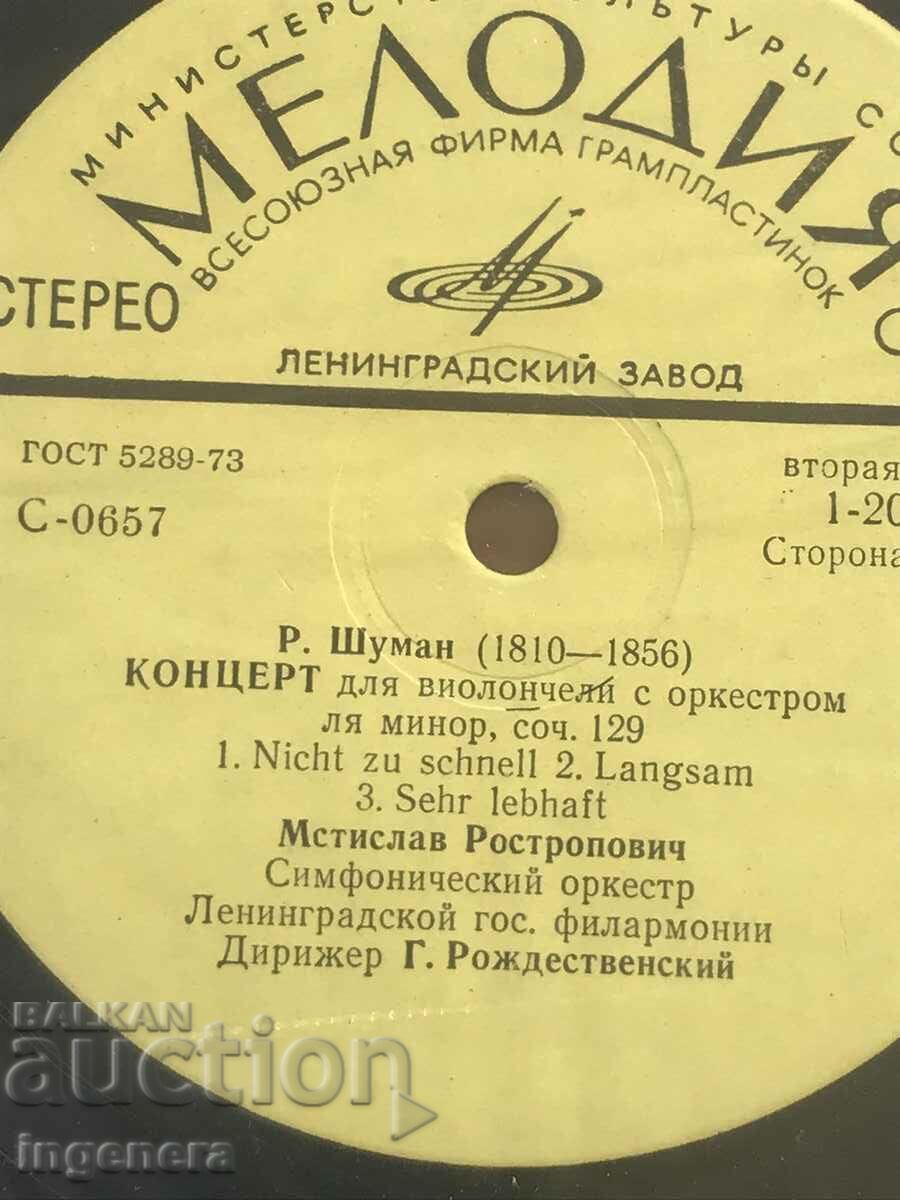 МИНИСТЕРСТ ЛЬТУРЫ СС
МЕЛОДИЯ
ВСЕСОЮЗНАЯ ФИРМА ГРАМПЛАСТИНОК
СТЕРЕО
ЛЕНИНГРАДСКИЙ ЗАВОД
ГОСТ 5289-73
вторая
С-0657
1-20
Сторона
Р. Шуман (1810—1856)
КОНЦЕРТ для виолончели с оркестром
ля минор, соч. 129
1. Nicht zu schnell 2. Langsam
3. Sehr lebhaft
Мстислав Ростропович
Симфонический оркестр
Ленинградской гос. филармонии
Дирижер Г. Рождественский
BALKAN
auction
ingenera